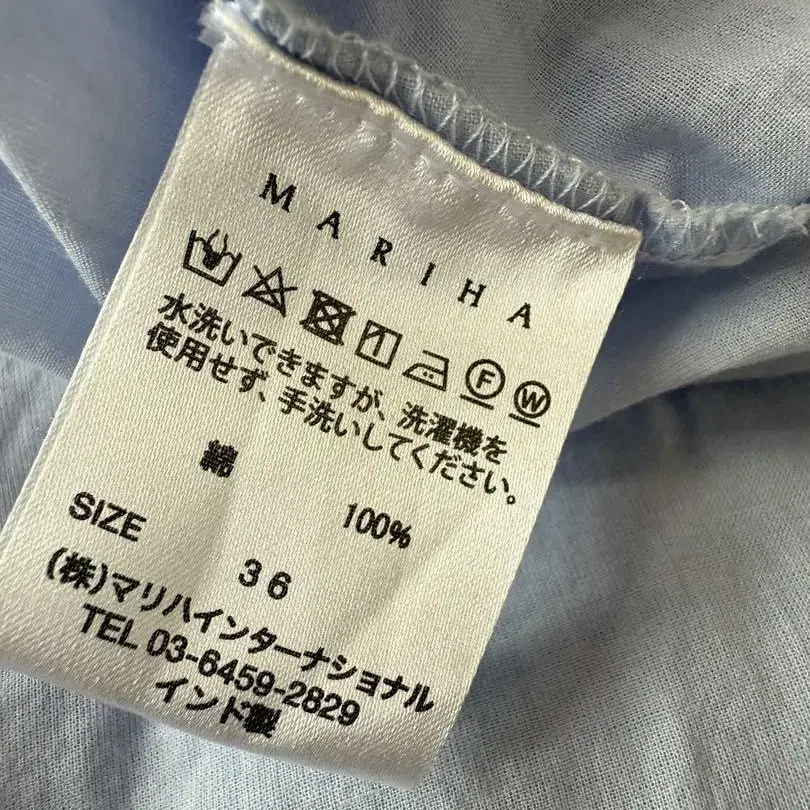 MARIHA
F W
水洗いできますが、洗濯機を
使用せず、手洗いしてください。
綿 100%
SIZE 36
(株)マリハインターナショナル
TEL 03-6459-2829
インド製